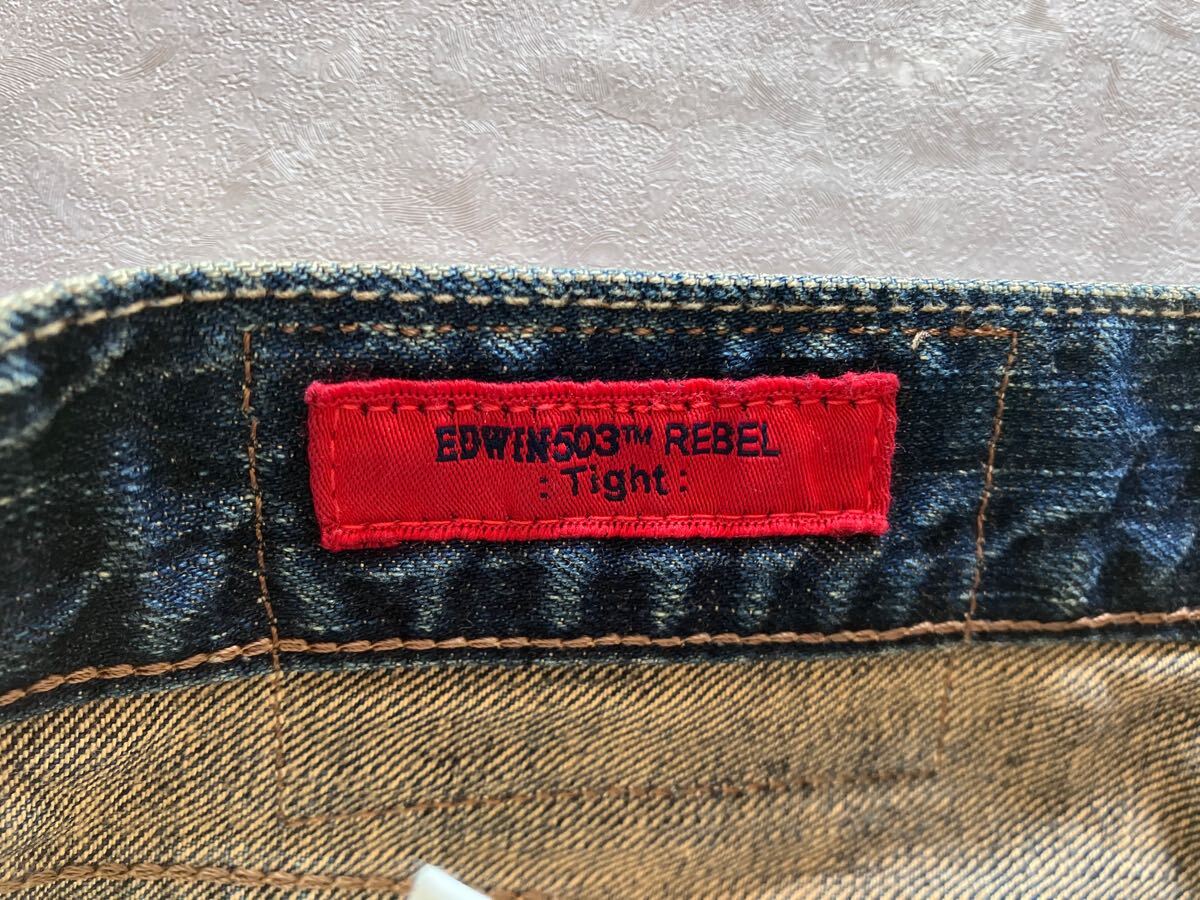 EDWIN503™ REBEL
: Tight :